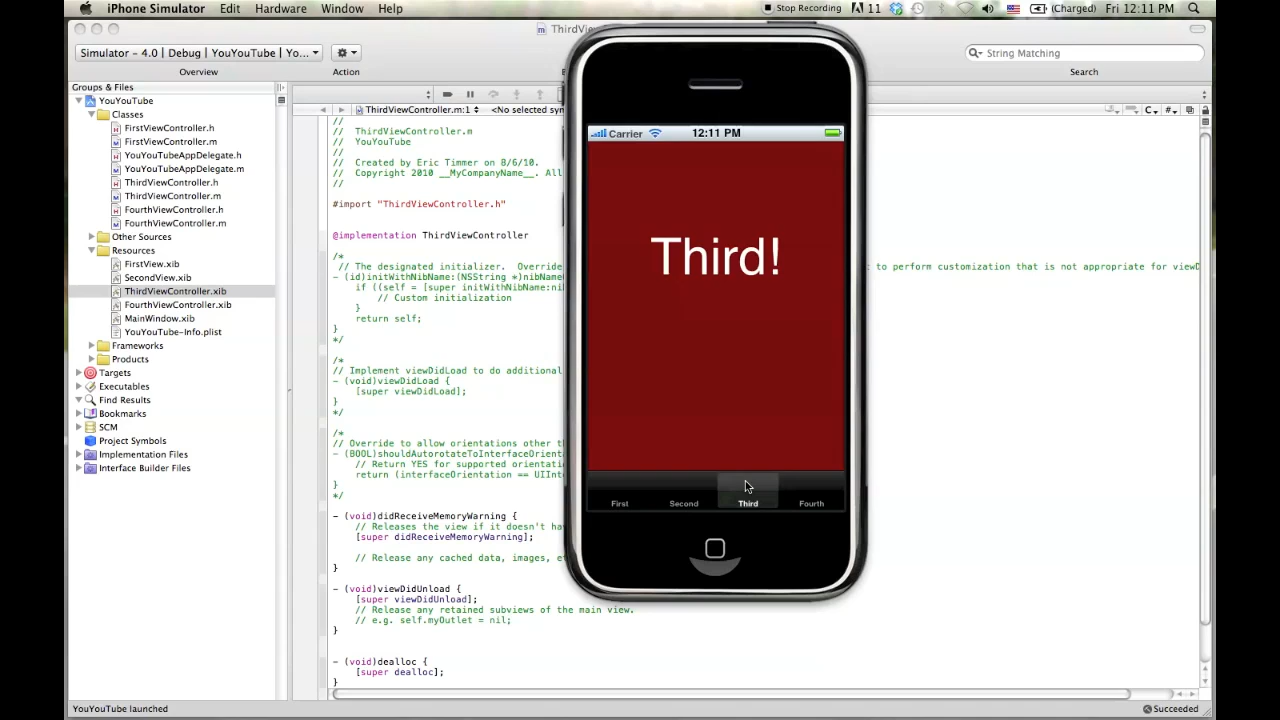 iPhone Simulator File Edit Hardware Window Help Stop Recording 11 (Charged) Fri 12:11 PM
Simulator - 4.0 | Debug | YouYouTube | Yo...
String Matching
Overview Action Search
Groups & Files
YouYouTube
Classes
FirstViewController.h
FirstViewController.m
YouYouTubeAppDelegate.h
YouYouTubeAppDelegate.m
ThirdViewController.h
ThirdViewController.m
FourthViewController.h
FourthViewController.m
Other Sources
Resources
FirstView.xib
SecondView.xib
ThirdViewController.xib
FourthViewController.xib
MainWindow.xib
YouYouTube-Info.plist
Frameworks
Products
Targets
Executables
Find Results
Bookmarks
SCM
Project Symbols
Implementation Files
Interface Builder Files
ThirdViewController.m:1 <No selected
C #
//
// ThirdViewController.m
// YouYouTube
//
// Created by Eric Timmer on 8/6/10.
// Copyright 2010 __MyCompanyName__. All
//
#import "ThirdViewController.h"
@implementation ThirdViewController
/*
// The designated initializer. Overrid
to perform customization that is not appropriate for viewD
- (id)initWithNibName:(NSString *)nibName
if ((self = [super initWithNibName:ni
// Custom initialization
}
return self;
}
*/
/*
// Implement viewDidLoad to do additional
- (void)viewDidLoad {
[super viewDidLoad];
}
*/
/*
// Override to allow orientations other
- (BOOL)shouldAutorotateToInterfaceOrient
// Return YES for supported orientatio
return (interfaceOrientation == UIInt
}
*/
- (void)didReceiveMemoryWarning {
// Releases the view if it doesn't ha
[super didReceiveMemoryWarning];
// Release any cached data, images, e
}
- (void)viewDidUnload {
[super viewDidUnload];
// Release any retained subviews of the main view.
// e.g. self.myOutlet = nil;
}
- (void)dealloc {
[super dealloc];
}
Carrier 12:11 PM
Third!
First Second Third Fourth
YouYouTube launched
Succeeded